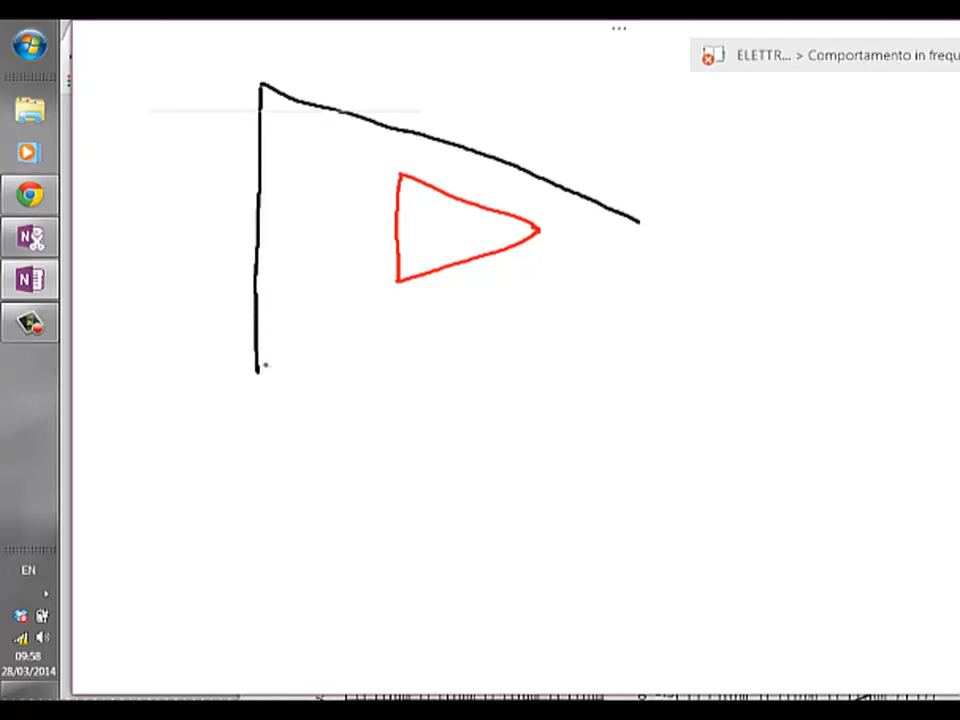 ELETTR... > Comportamento in frequ
N
N
EN
09:58
28/03/2014